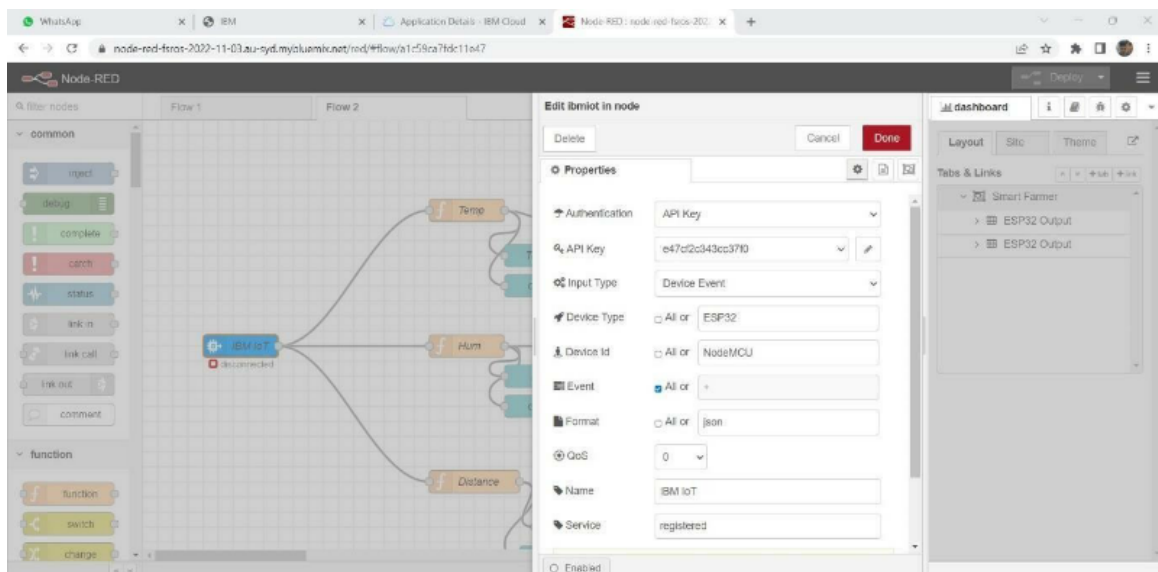 WhatsApp
IBM
Application Details - IBM Cloud
Node-RED : node-red-fsros-202
node-red-fsros-2022-11-03.au-syd.mybluemix.net/red/#flow/a1c59ca7fdc11e47
Node-RED
Deploy
filter nodes
Flow 1
Flow 2
Edit ibmiot in node
dashboard
common
Delete
Cancel
Done
Layout
Site
Theme
Properties
Tabs & Links
inject
Smart Farmer
debug
Temp
Authentication
API Key
ESP32 Output
complete
API Key
ESP32 Output
catch
Input Type
Device Event
status
Device Type
All or
ESP32
link in
IBM IoT
Hum
Device Id
All or
NodeMCU
link call
disconnected
Event
All or
+
link out
Format
All or
json
comment
QoS
0
function
Distance
Name
IBM IoT
function
Service
registered
switch
change
Enabled